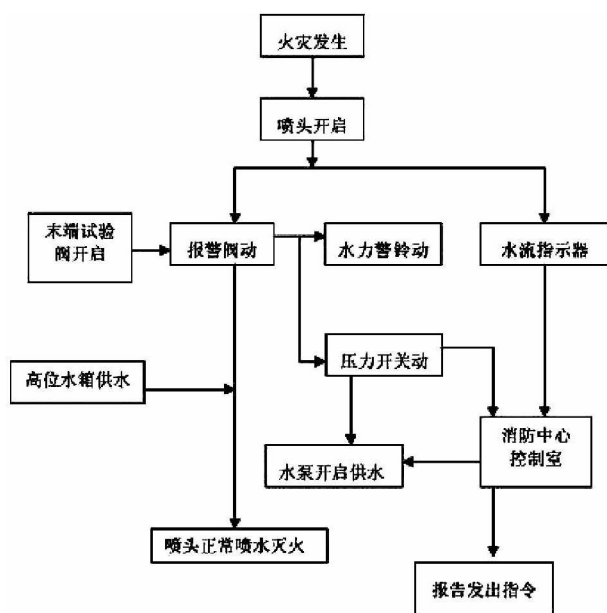 火灾发生
喷头开启
末端试验
阀开启
报警阀动
水力警铃动
水流指示器
高位水箱供水
压力开关动
消防中心
控制室
水泵开启供水
喷头正常喷水灭火
报告发出指令